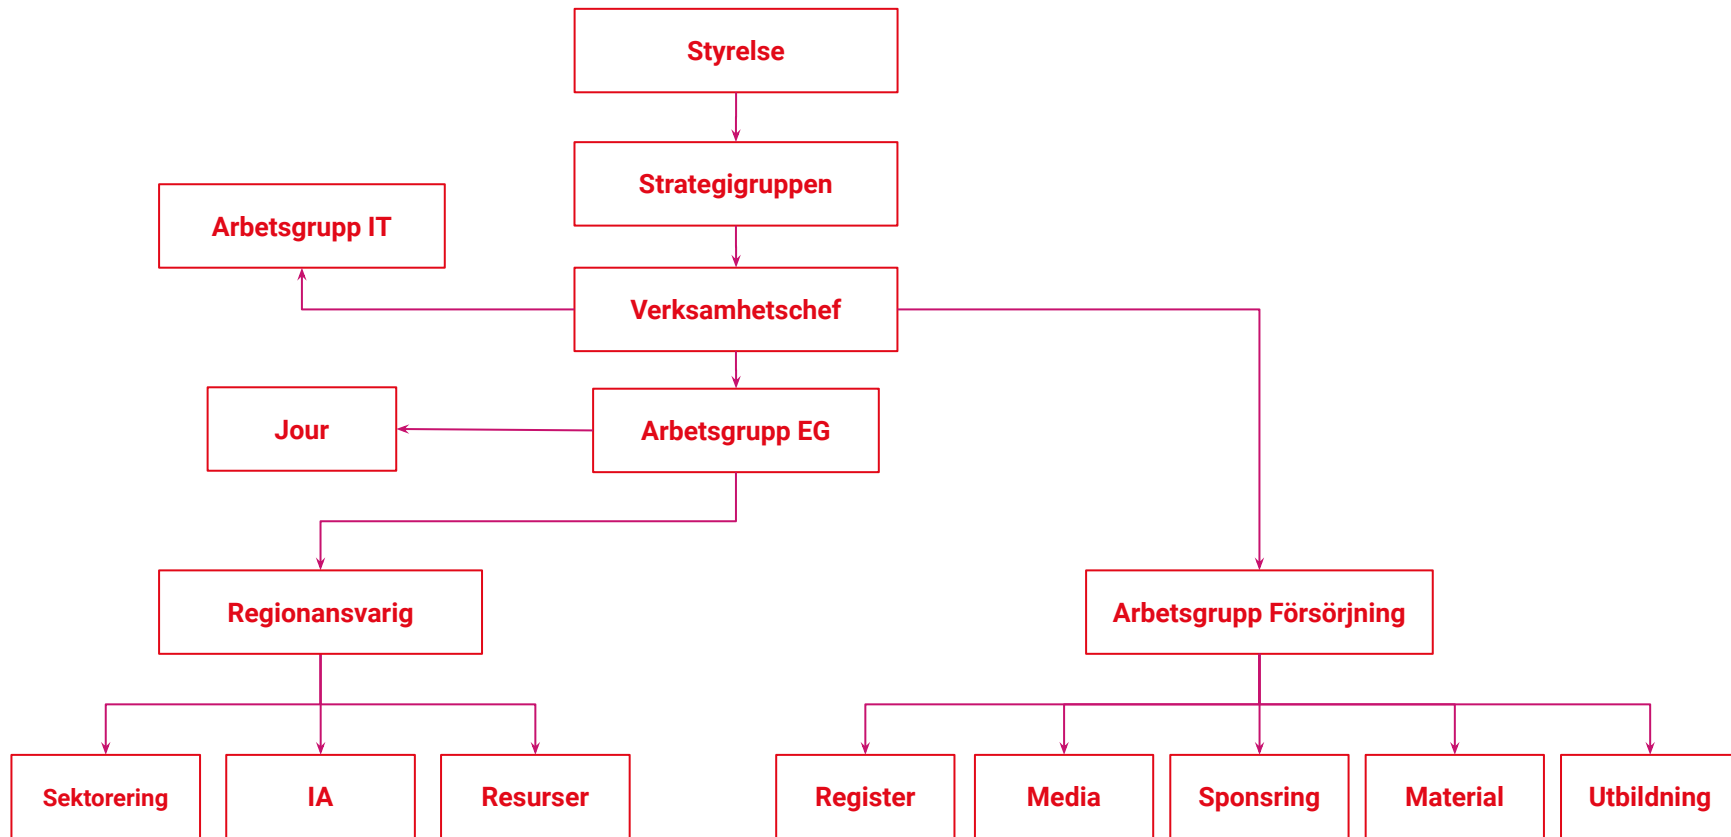 Styrelse
Strategigruppen
Arbetsgrupp IT
Verksamhetschef
Jour
Arbetsgrupp EG
Regionansvarig
Arbetsgrupp Försörjning
Sektorering
IA
Resurser
Register
Media
Sponsring
Material
Utbildning